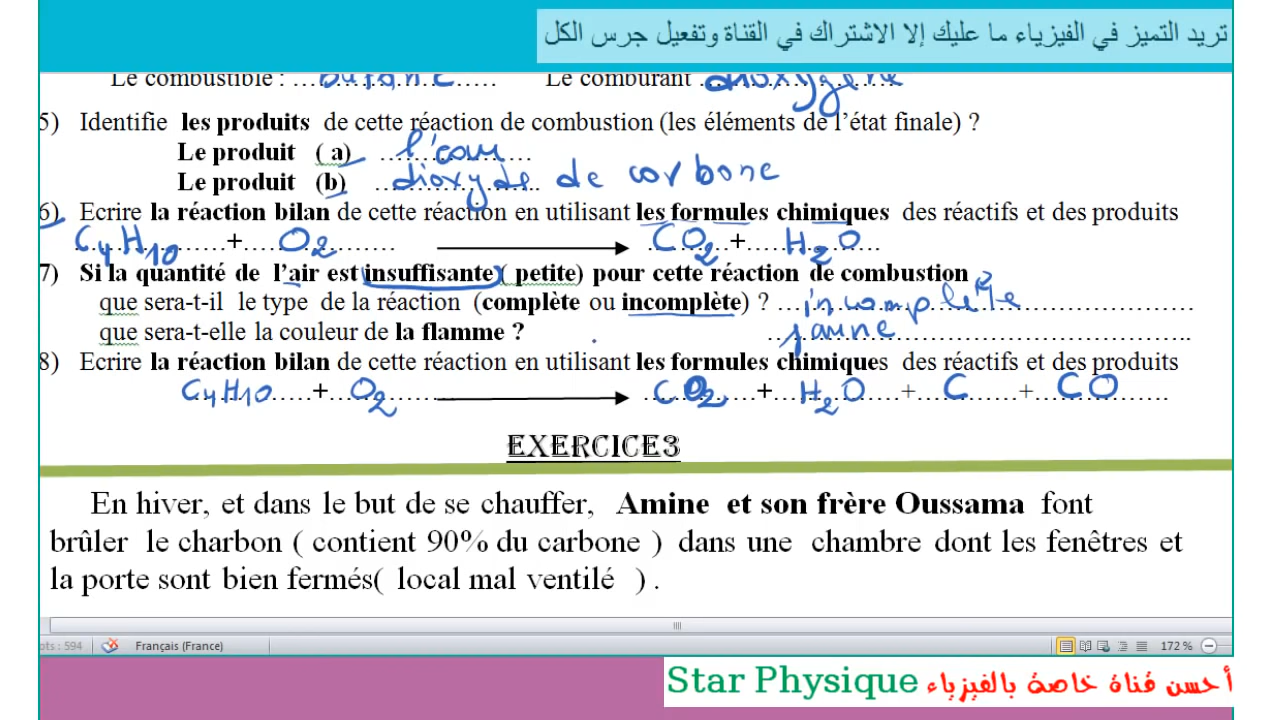 تريد التميز في الفيزياء ما عليك إلا الاشتراك في القناة وتفعيل جرس الكل
Le combustible : ...butane...... Le comburant ...dioxygène
5) Identifie les produits de cette réaction de combustion (les éléments de l'état finale) ?
Le produit ( a) ...l'eau.............
Le produit (b) ...dioxyde de carbone
6) Ecrire la réaction bilan de cette réaction en utilisant les formules chimiques des réactifs et des produits
C4H10 + O2 → CO2 + H2O
7) Si la quantité de l'air est insuffisante ( petite) pour cette réaction de combustion
que sera-t-il le type de la réaction (complète ou incomplète) ? ...incomplète
que sera-t-elle la couleur de la flamme ? jaune
8) Ecrire la réaction bilan de cette réaction en utilisant les formules chimiques des réactifs et des produits
C4H10 + O2 → CO2 + H2O + C + CO
EXERCICE3
En hiver, et dans le but de se chauffer, Amine et son frère Oussama font
brûler le charbon ( contient 90% du carbone ) dans une chambre dont les fenêtres et
la porte sont bien fermés( local mal ventilé ) .
ots : 594 Français (France) 172 %
Star Physique أحسن قناة خاصة بالفيزياء